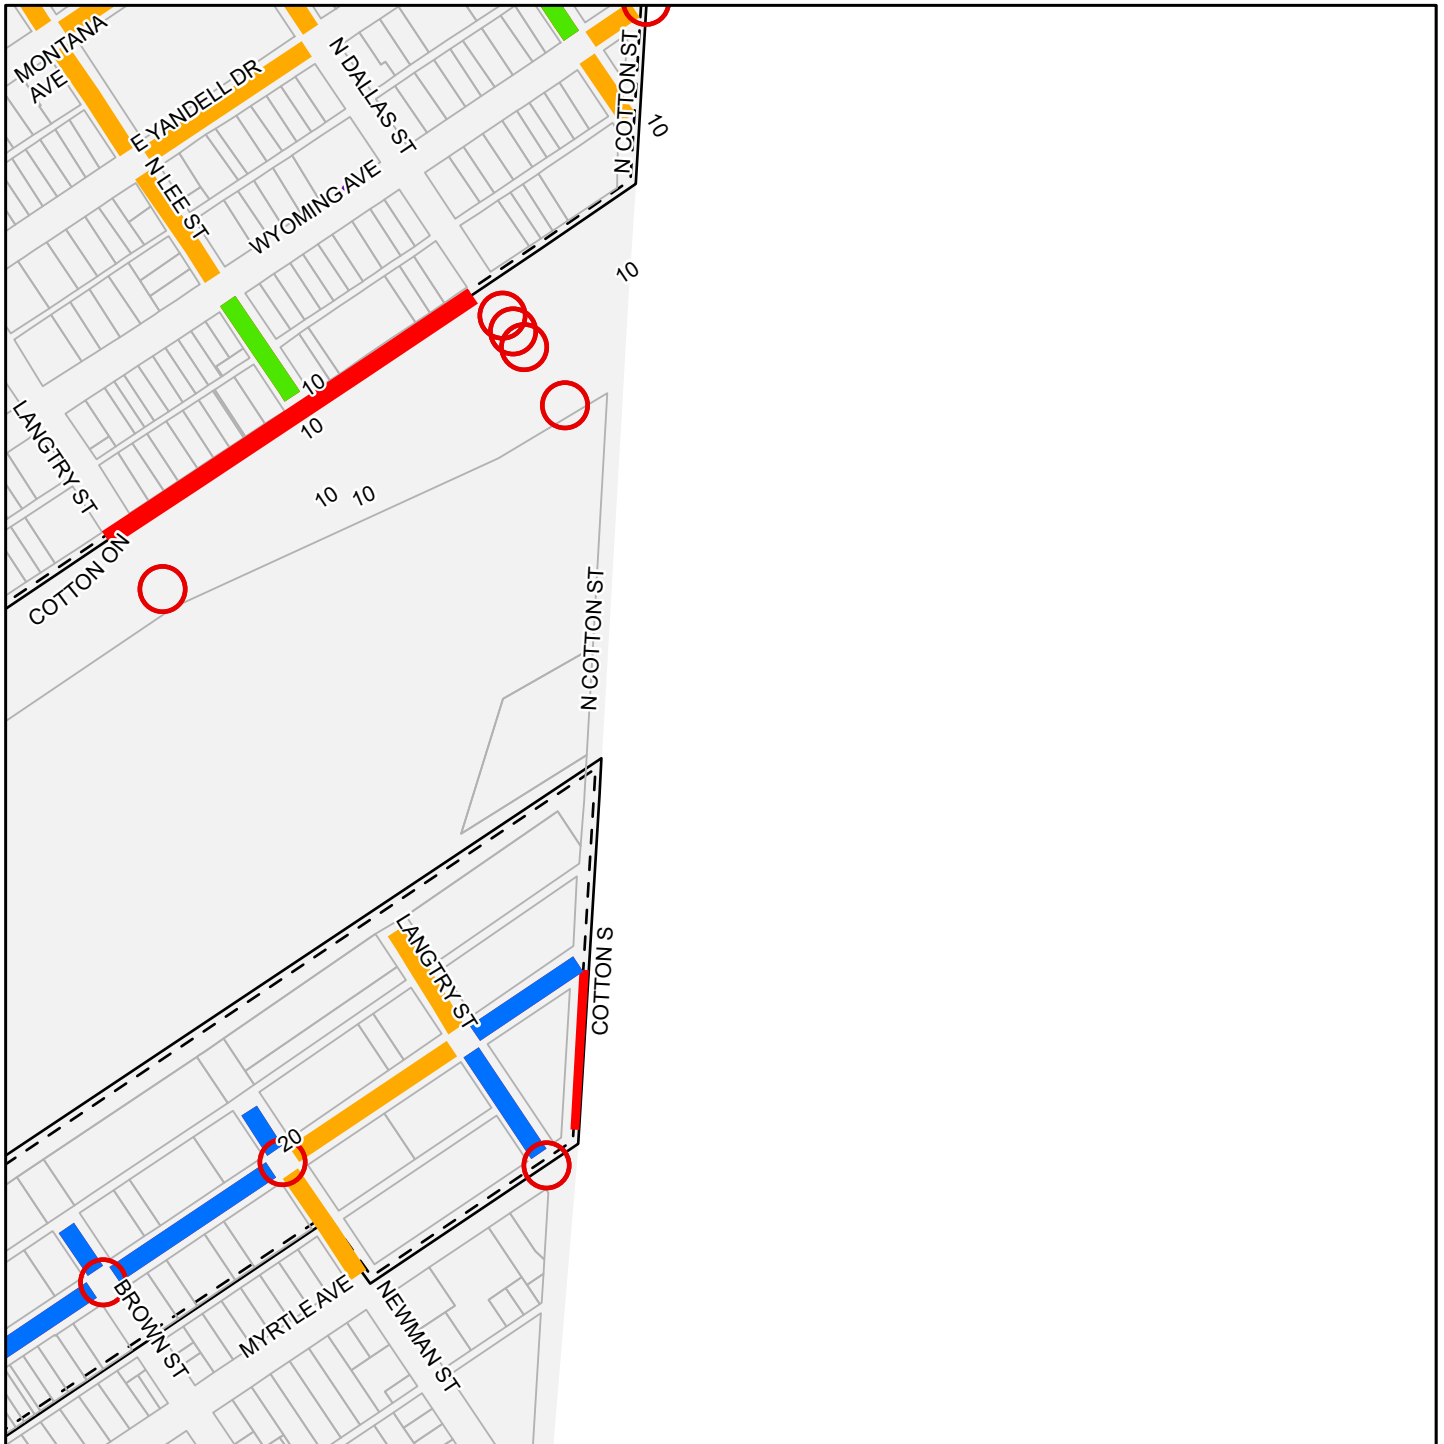 MONTANA
AVE
E YANDELL DR
N DALLAS ST
N COTTON ST
10
N LEE ST
WYOMING AVE
10
10
10
LANGTRY ST
10
10
COTTON ON
N COTTON ST
LANGTRY ST
COTTON S
20
BROWN ST
MYRTLE AVE
NEWMAN ST